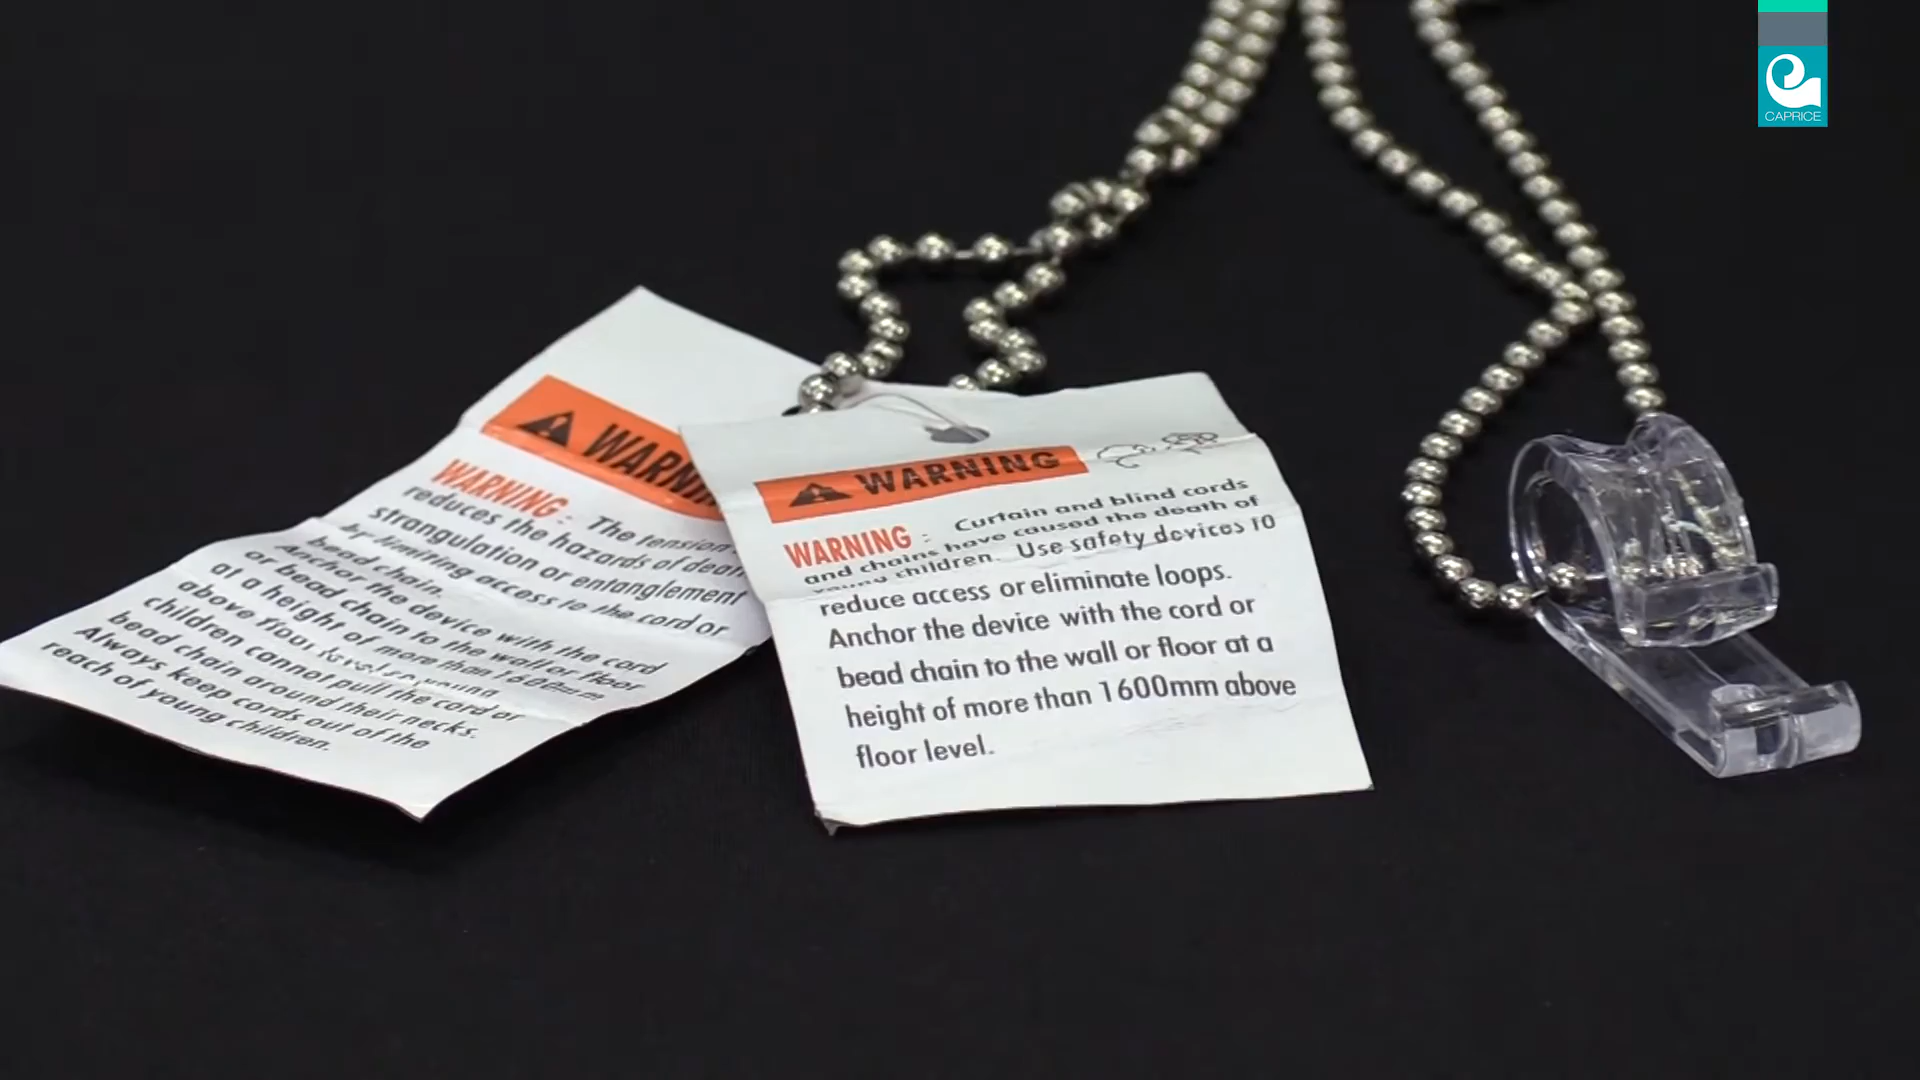 CAPRICE
WARNIN
WARNING: The tension
reduces the hazards of death
strangulation or entanglement
by limiting access to the cord or
bead chain.
Anchor the device with the cord
or bead chain to the wall or floor
at a height of more than 1600mm
above floor level so young
children cannot pull the cord or
bead chain around their necks.
Always keep cords out of the
reach of young children.
WARNING
WARNING : Curtain and blind cords
and chains have caused the death of
young children. Use safety devices to
reduce access or eliminate loops.
Anchor the device with the cord or
bead chain to the wall or floor at a
height of more than 1600mm above
floor level.